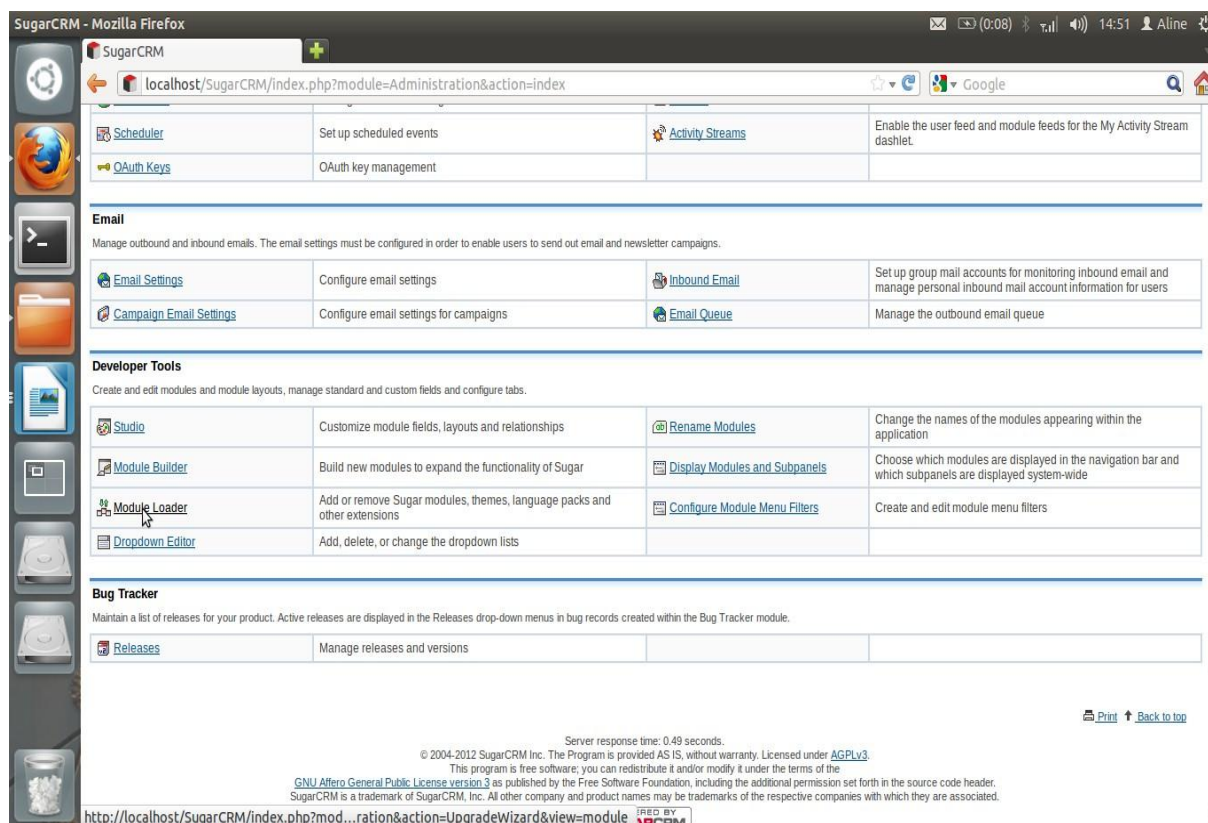 SugarCRM - Mozilla Firefox
(0:08) 14:51 Aline
SugarCRM
localhost/SugarCRM/index.php?module=Administration&action=index
Google
Scheduler
Set up scheduled events
Activity Streams
Enable the user feed and module feeds for the My Activity Stream
dashlet.
OAuth Keys
OAuth key management
Email
Manage outbound and inbound emails. The email settings must be configured in order to enable users to send out email and newsletter campaigns.
Email Settings
Configure email settings
Inbound Email
Set up group mail accounts for monitoring inbound email and
manage personal inbound mail account information for users
Campaign Email Settings
Configure email settings for campaigns
Email Queue
Manage the outbound email queue
Developer Tools
Create and edit modules and module layouts, manage standard and custom fields and configure tabs.
Studio
Customize module fields, layouts and relationships
Rename Modules
Change the names of the modules appearing within the
application
Module Builder
Build new modules to expand the functionality of Sugar
Display Modules and Subpanels
Choose which modules are displayed in the navigation bar and
which subpanels are displayed system-wide
Module Loader
Add or remove Sugar modules, themes, language packs and
other extensions
Configure Module Menu Filters
Create and edit module menu filters
Dropdown Editor
Add, delete, or change the dropdown lists
Bug Tracker
Maintain a list of releases for your product. Active releases are displayed in the Releases drop-down menus in bug records created within the Bug Tracker module.
Releases
Manage releases and versions
Print Back to top
Server response time: 0.49 seconds.
© 2004-2012 SugarCRM Inc. The Program is provided AS IS, without warranty. Licensed under AGPLv3.
This program is free software; you can redistribute it and/or modify it under the terms of the
GNU Affero General Public License version 3 as published by the Free Software Foundation, including the additional permission set forth in the source code header.
SugarCRM is a trademark of SugarCRM, Inc. All other company and product names may be trademarks of the respective companies with which they are associated.
http://localhost/SugarCRM/index.php?mod...ration&action=UpgradeWizard&view=module